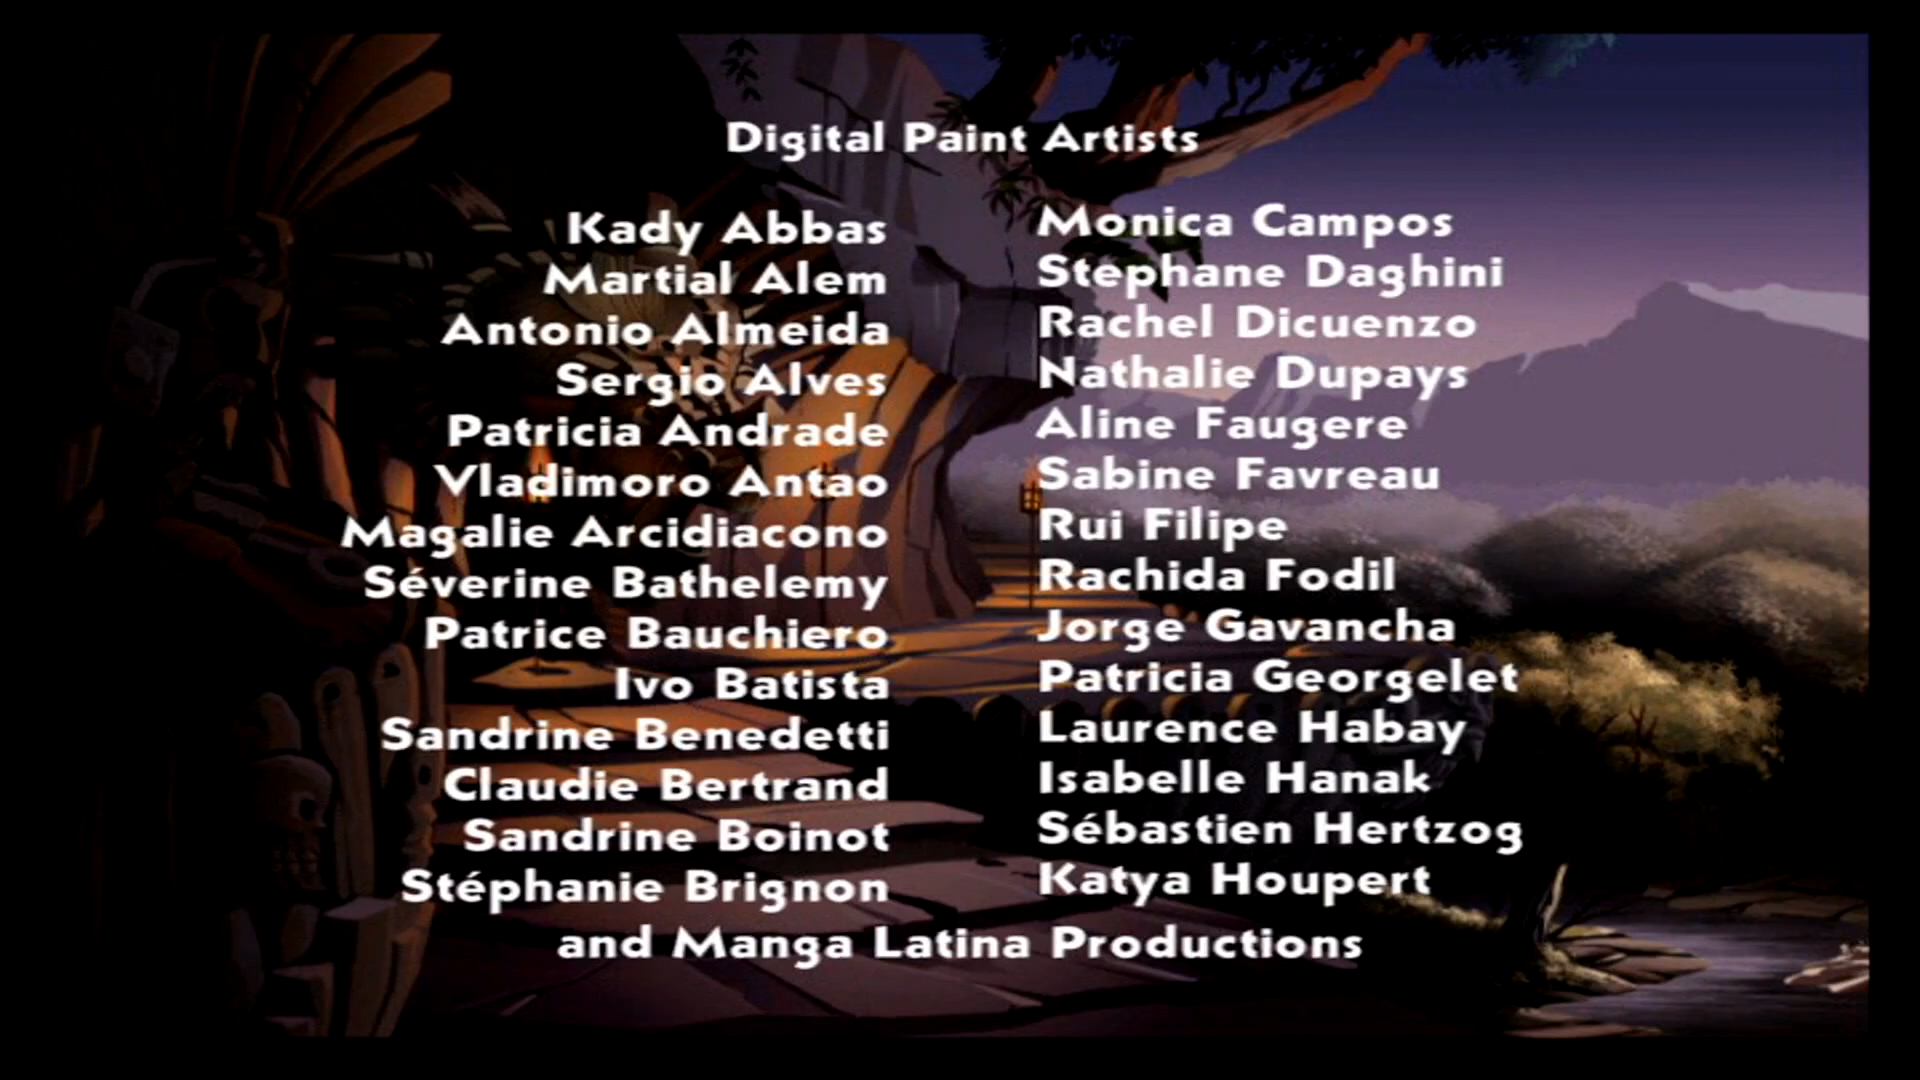 Digital Paint Artists
Kady Abbas
Martial Alem
Antonio Almeida
Sergio Alves
Patricia Andrade
Vladimoro Antao
Magalie Arcidiacono
Séverine Bathelemy
Patrice Bauchiero
Ivo Batista
Sandrine Benedetti
Claudie Bertrand
Sandrine Boinot
Stéphanie Brignon
Monica Campos
Stephane Daghini
Rachel Dicuenzo
Nathalie Dupays
Aline Faugere
Sabine Favreau
Rui Filipe
Rachida Fodil
Jorge Gavancha
Patricia Georgelet
Laurence Habay
Isabelle Hanak
Sébastien Hertzog
Katya Houpert
and Manga Latina Productions